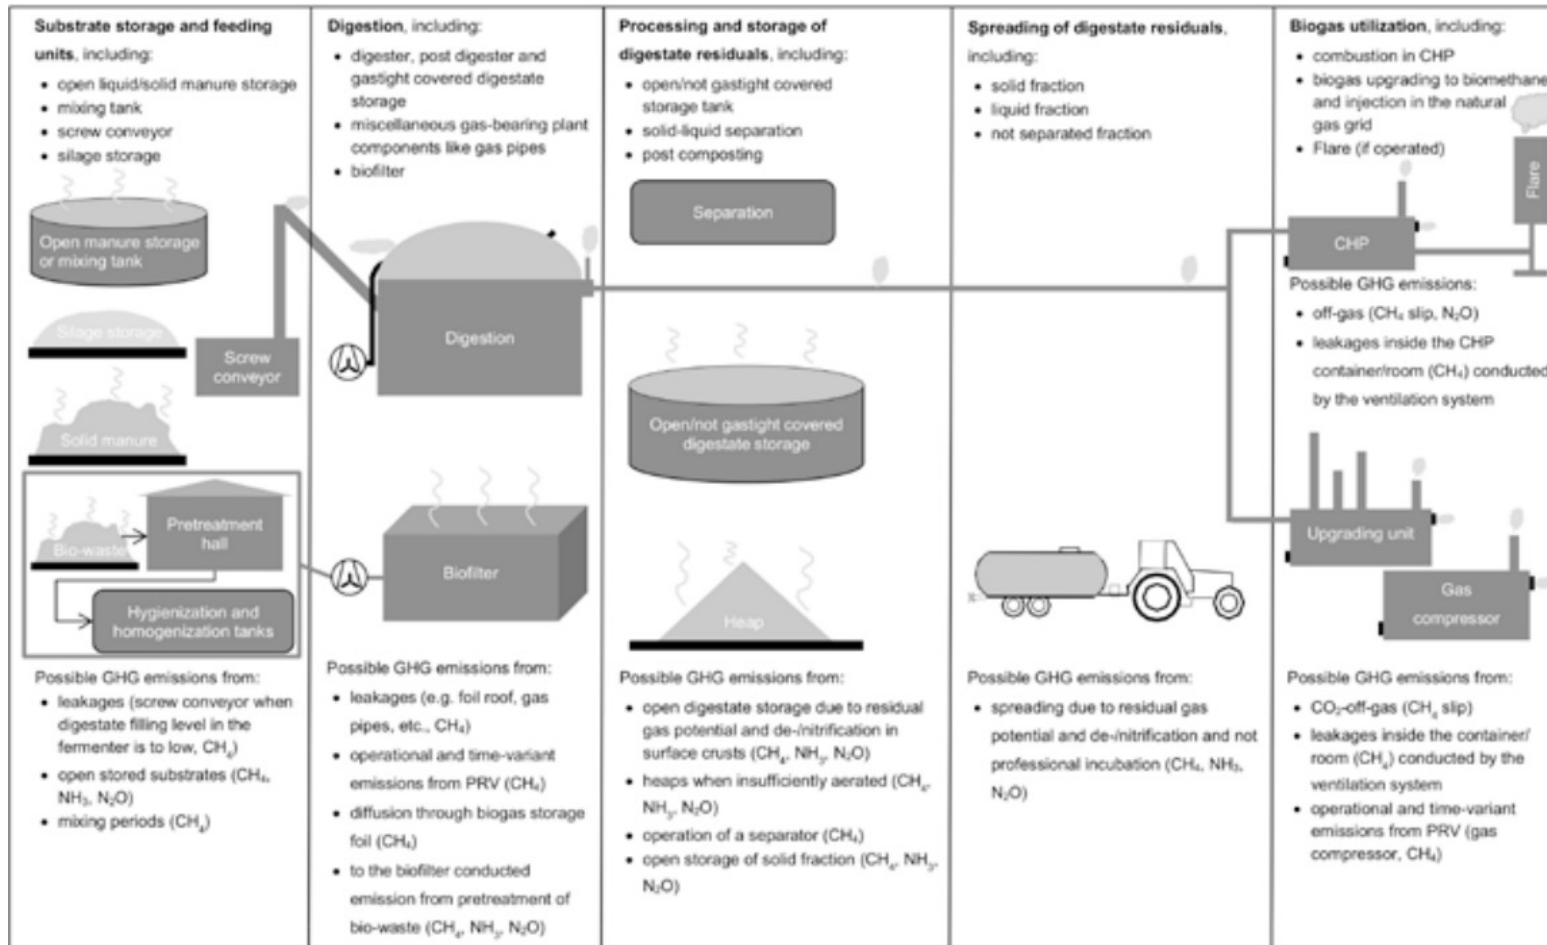 Substrate storage and feeding
units, including:
• open liquid/solid manure storage
• mixing tank
• screw conveyor
• silage storage
Open manure storage
or mixing tank
Silage storage
Screw
conveyor
Solid manure
Bio-waste
Pretreatment
hall
Hygienization and
homogenization tanks
Possible GHG emissions from:
• leakages (screw conveyor when
digestate filling level in the
fermenter is to low, CH₄)
• open stored substrates (CH₄,
NH₃, N₂O)
• mixing periods (CH₄)
Digestion, including:
• digester, post digester and
gastight covered digestate
storage
• miscellaneous gas-bearing plant
components like gas pipes
• biofilter
Digestion
Biofilter
Possible GHG emissions from:
• leakages (e.g. foil roof, gas
pipes, etc., CH₄)
• operational and time-variant
emissions from PRV (CH₄)
• diffusion through biogas storage
foil (CH₄)
• to the biofilter conducted
emission from pretreatment of
bio-waste (CH₄, NH₃, N₂O)
Processing and storage of
digestate residuals, including:
• open/not gastight covered
storage tank
• solid-liquid separation
• post composting
Separation
Open/not gastight covered
digestate storage
Heap
Possible GHG emissions from:
• open digestate storage due to residual
gas potential and de-/nitrification in
surface crusts (CH₄, NH₃, N₂O)
• heaps when insufficiently aerated (CH₄,
NH₃, N₂O)
• operation of a separator (CH₄)
• open storage of solid fraction (CH₄, NH₃,
N₂O)
Spreading of digestate residuals,
including:
• solid fraction
• liquid fraction
• not separated fraction
Possible GHG emissions from:
• spreading due to residual gas
potential and de-/nitrification and not
professional incubation (CH₄, NH₃,
N₂O)
Biogas utilization, including:
• combustion in CHP
• biogas upgrading to biomethane
and injection in the natural
gas grid
• Flare (if operated)
Flare
CHP
Possible GHG emissions:
• off-gas (CH₄ slip, N₂O)
• leakages inside the CHP
container/room (CH₄) conducted
by the ventilation system
Upgrading unit
Gas
compressor
Possible GHG emissions from:
• CO₂-off-gas (CH₄ slip)
• leakages inside the container/
room (CH₄) conducted by the
ventilation system
• operational and time-variant
emissions from PRV (gas
compressor, CH₄)